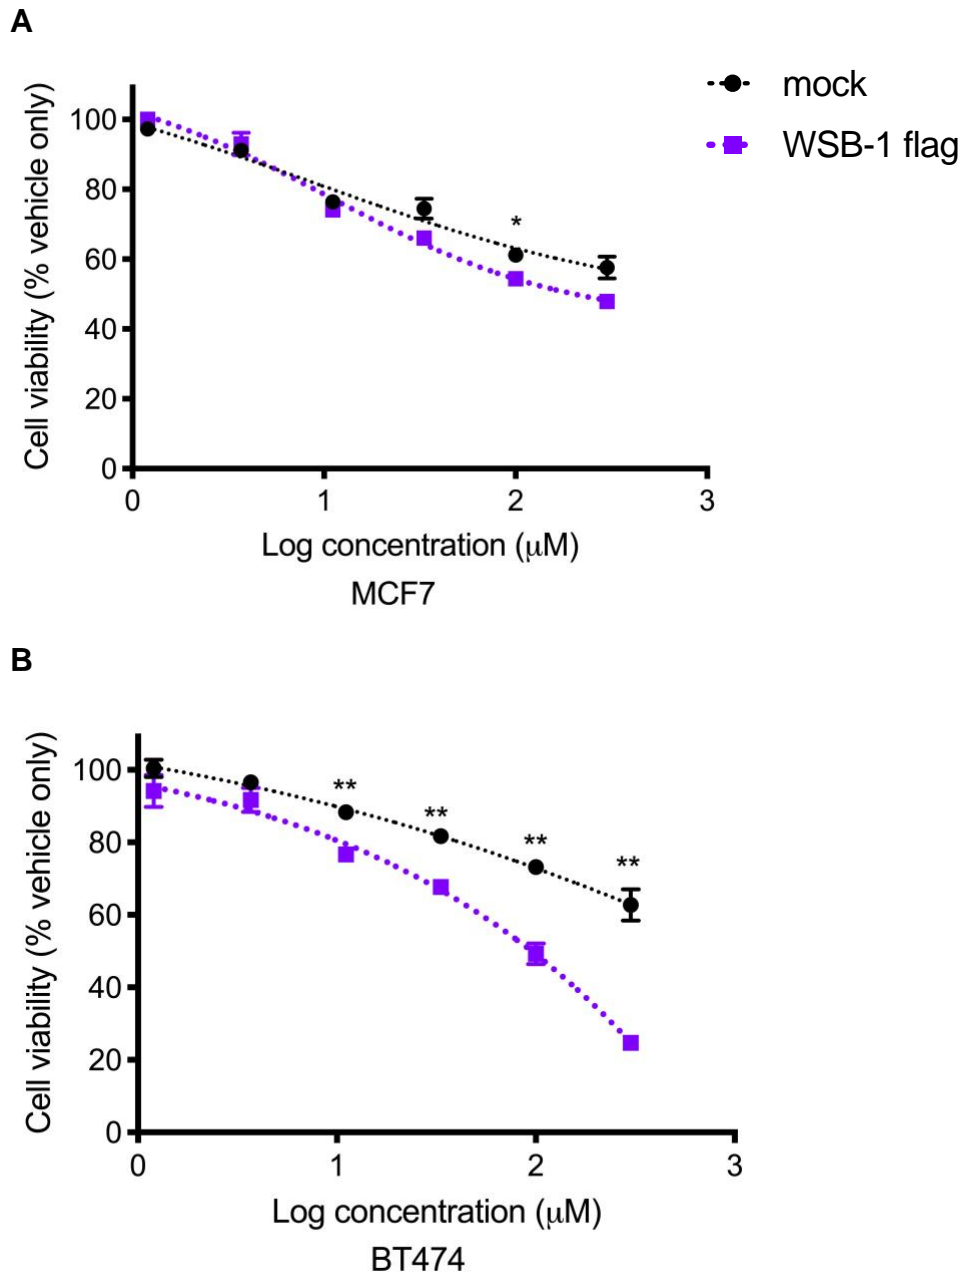 A
mock
WSB-1 flag
Cell viability (% vehicle only)
100
80
60
40
20
0
*
0 1 2 3
Log concentration (μM)
MCF7
B
Cell viability (% vehicle only)
100
80
60
40
20
0
** ** ** **
0 1 2 3
Log concentration (μM)
BT474